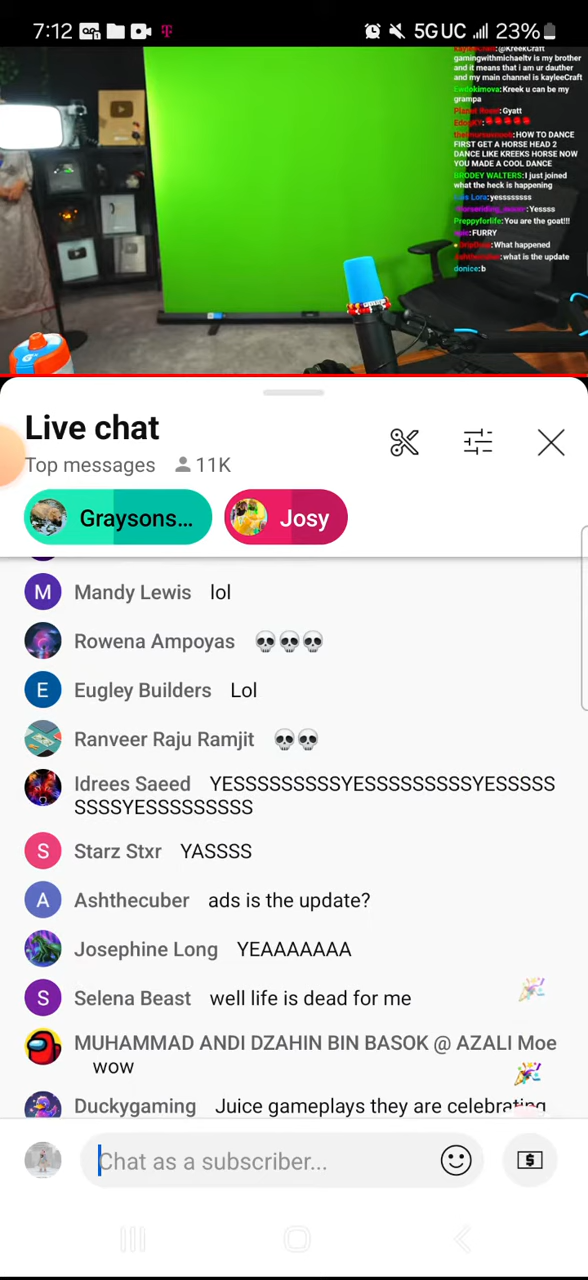 7:12
5G UC
23%
@KreekCraft
gamingwithmichaeltv is my brother
and it means that i am ur dauther
and my main channel is kayleeCraft
Evdokimova: Kreek u can be my
grampa
Gyatt
HOW TO DANCE
FIRST GET A HORSE HEAD 2
DANCE LIKE KREEKS HORSE NOW
YOU MADE A COOL DANCE
BRODEY WALTERS: I just joined
what the heck is happening
Lora: yesssssss
Yessss
Preppyforlife: You are the goat!!!
FURRY
What happened
what is the update
donice: b
Live chat
Top messages 11K
Graysons... Josy
M Mandy Lewis lol
Rowena Ampoyas 💀💀💀
E Eugley Builders Lol
Ranveer Raju Ramjit 💀💀
Idrees Saeed YESSSSSSSSSYESSSSSSSSSYESSSSS
SSSSYESSSSSSSSS
S Starz Stxr YASSSS
A Ashthecuber ads is the update?
Josephine Long YEAAAAAAA
S Selena Beast well life is dead for me
MUHAMMAD ANDI DZAHIN BIN BASOK @ AZALI Moe
wow
Duckygaming Juice gameplays they are celebrating
Chat as a subscriber...